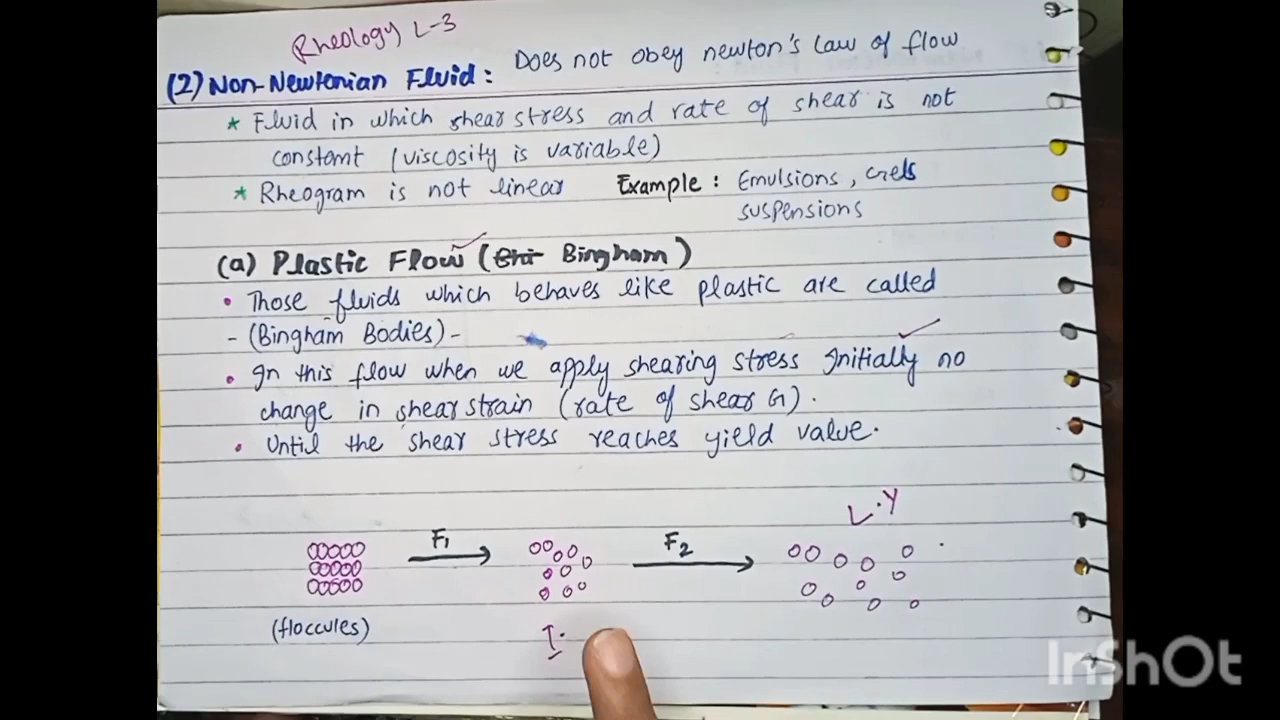 Rheology L-3
(2) Non-Newtonian Fluid: Does not obey newton's law of flow
* Fluid in which shear stress and rate of shear is not
constant (viscosity is variable)
* Rheogram is not linear Example: Emulsions, Gels
suspensions
(a) Plastic Flow (Bingham)
• Those fluids which behaves like plastic are called
- (Bingham Bodies) -
• In this flow when we apply shearing stress Initially no
change in shear strain (rate of shear G).
• Until the shear stress reaches yield value.
L.Y
F1 F2
(floccules)
I.
InShOt